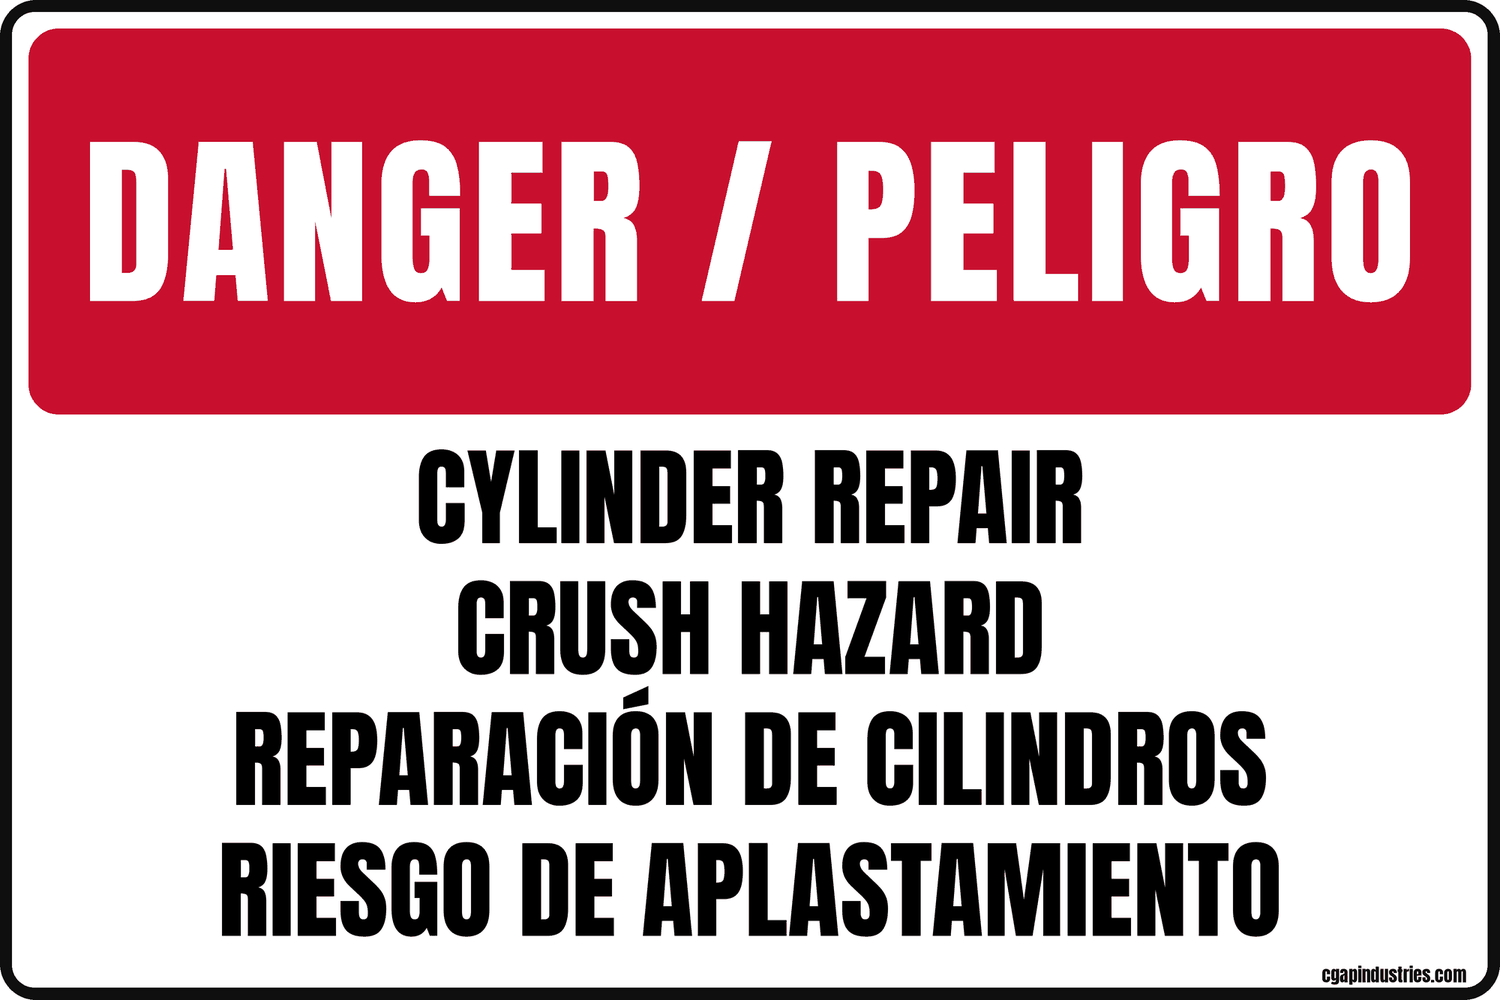 DANGER / PELIGRO
CYLINDER REPAIR
CRUSH HAZARD
REPARACIÓN DE CILINDROS
RIESGO DE APLASTAMIENTO
cgapindustries.com